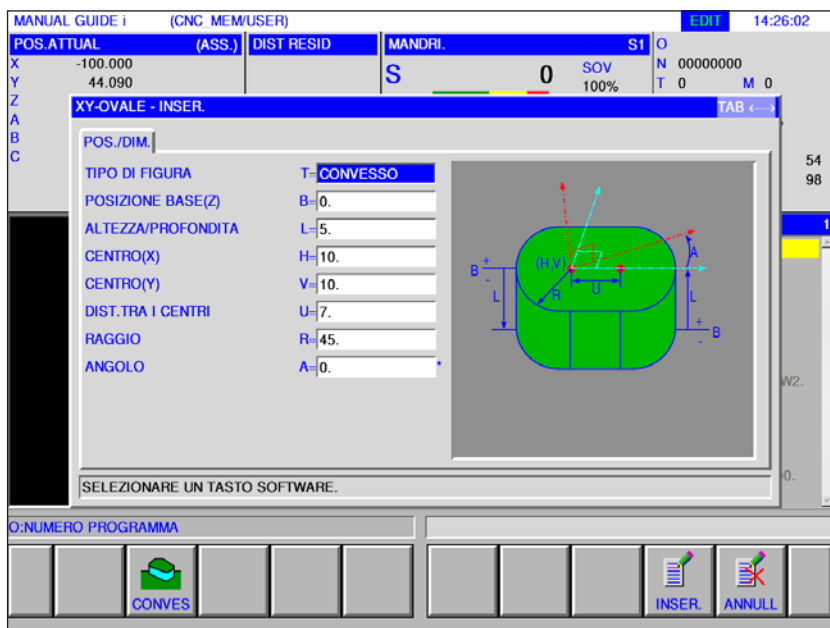 MANUAL GUIDE i (CNC_MEM/USER) EDIT 14:26:02
POS.ATTUAL (ASS.) DIST RESID MANDRI. S1 O
X -100.000 N 00000000
Y 44.090 S 0 SOV 100% T 0 M 0
Z
A
B
C
54
98
1
XY-OVALE - INSER. TAB ←→
POS./DIM.
TIPO DI FIGURA T= CONVESSO
POSIZIONE BASE(Z) B= 0.
ALTEZZA/PROFONDITA L= 5.
CENTRO(X) H= 10.
CENTRO(Y) V= 10.
DIST.TRA I CENTRI U= 7.
RAGGIO R= 45.
ANGOLO A= 0. °
B + - L (H,V) R U A L + - B
W2.
0.
SELEZIONARE UN TASTO SOFTWARE.
O:NUMERO PROGRAMMA
CONVES INSER. ANNULL